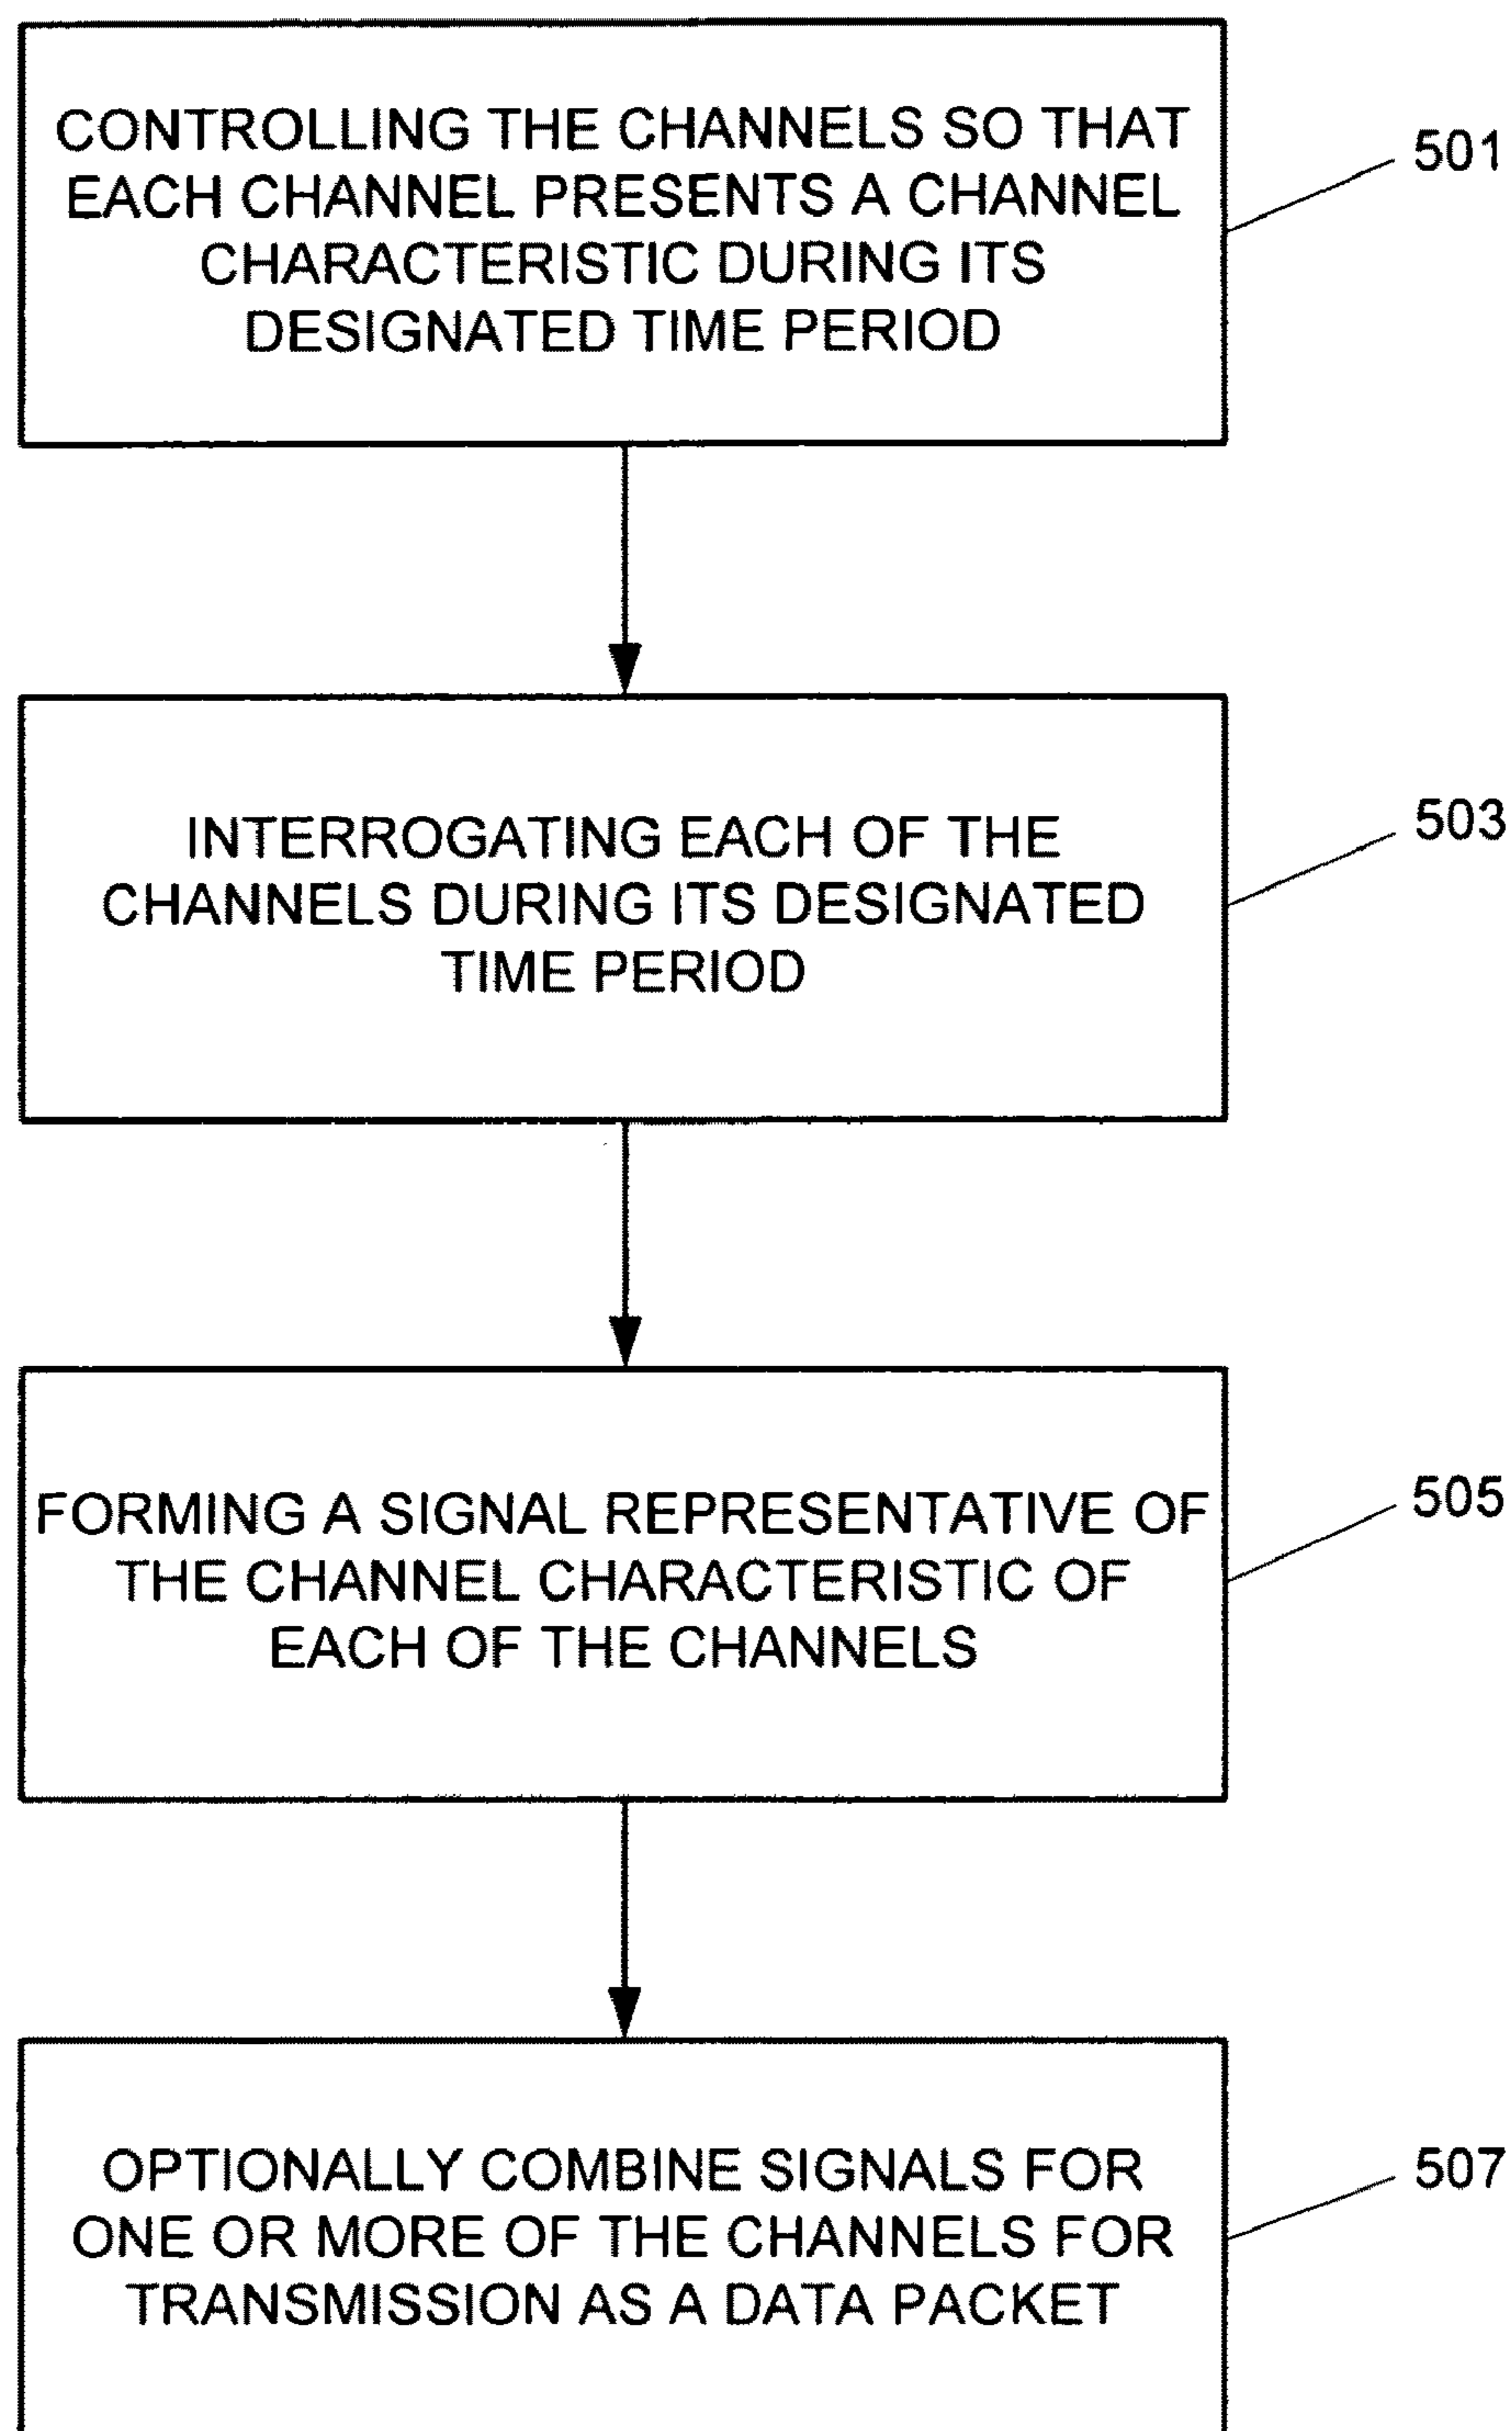 CONTROLLING THE CHANNELS SO THAT
EACH CHANNEL PRESENTS A CHANNEL
CHARACTERISTIC DURING ITS
DESIGNATED TIME PERIOD
501
INTERROGATING EACH OF THE
CHANNELS DURING ITS DESIGNATED
TIME PERIOD
503
FORMING A SIGNAL REPRESENTATIVE OF
THE CHANNEL CHARACTERISTIC OF
EACH OF THE CHANNELS
505
OPTIONALLY COMBINE SIGNALS FOR
ONE OR MORE OF THE CHANNELS FOR
TRANSMISSION AS A DATA PACKET
507